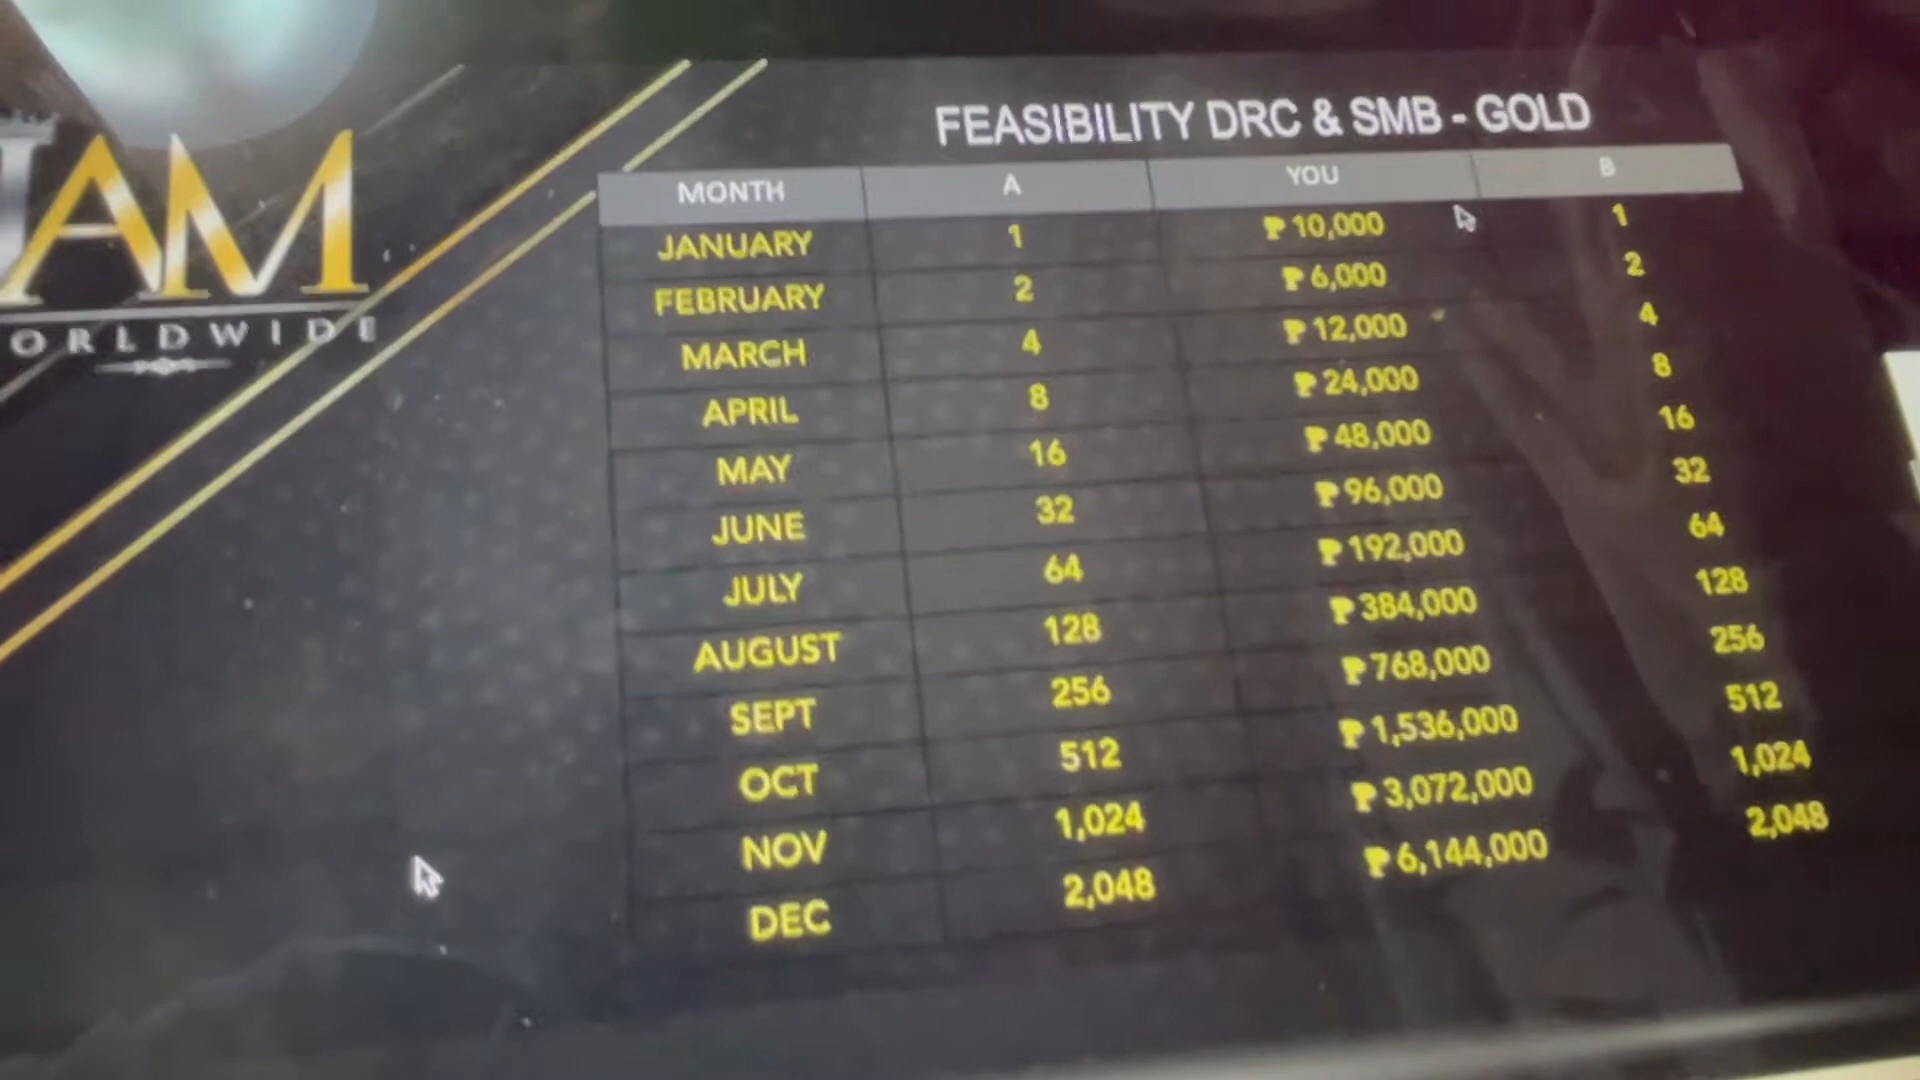 IAM
ORLDWIDE
FEASIBILITY DRC & SMB - GOLD
MONTH A YOU B
JANUARY 1 ₱ 10,000 1
FEBRUARY 2 ₱ 6,000 2
MARCH 4 ₱ 12,000 4
APRIL 8 ₱ 24,000 8
MAY 16 ₱ 48,000 16
JUNE 32 ₱ 96,000 32
JULY 64 ₱ 192,000 64
AUGUST 128 ₱ 384,000 128
SEPT 256 ₱ 768,000 256
OCT 512 ₱ 1,536,000 512
NOV 1,024 ₱ 3,072,000 1,024
DEC 2,048 ₱ 6,144,000 2,048